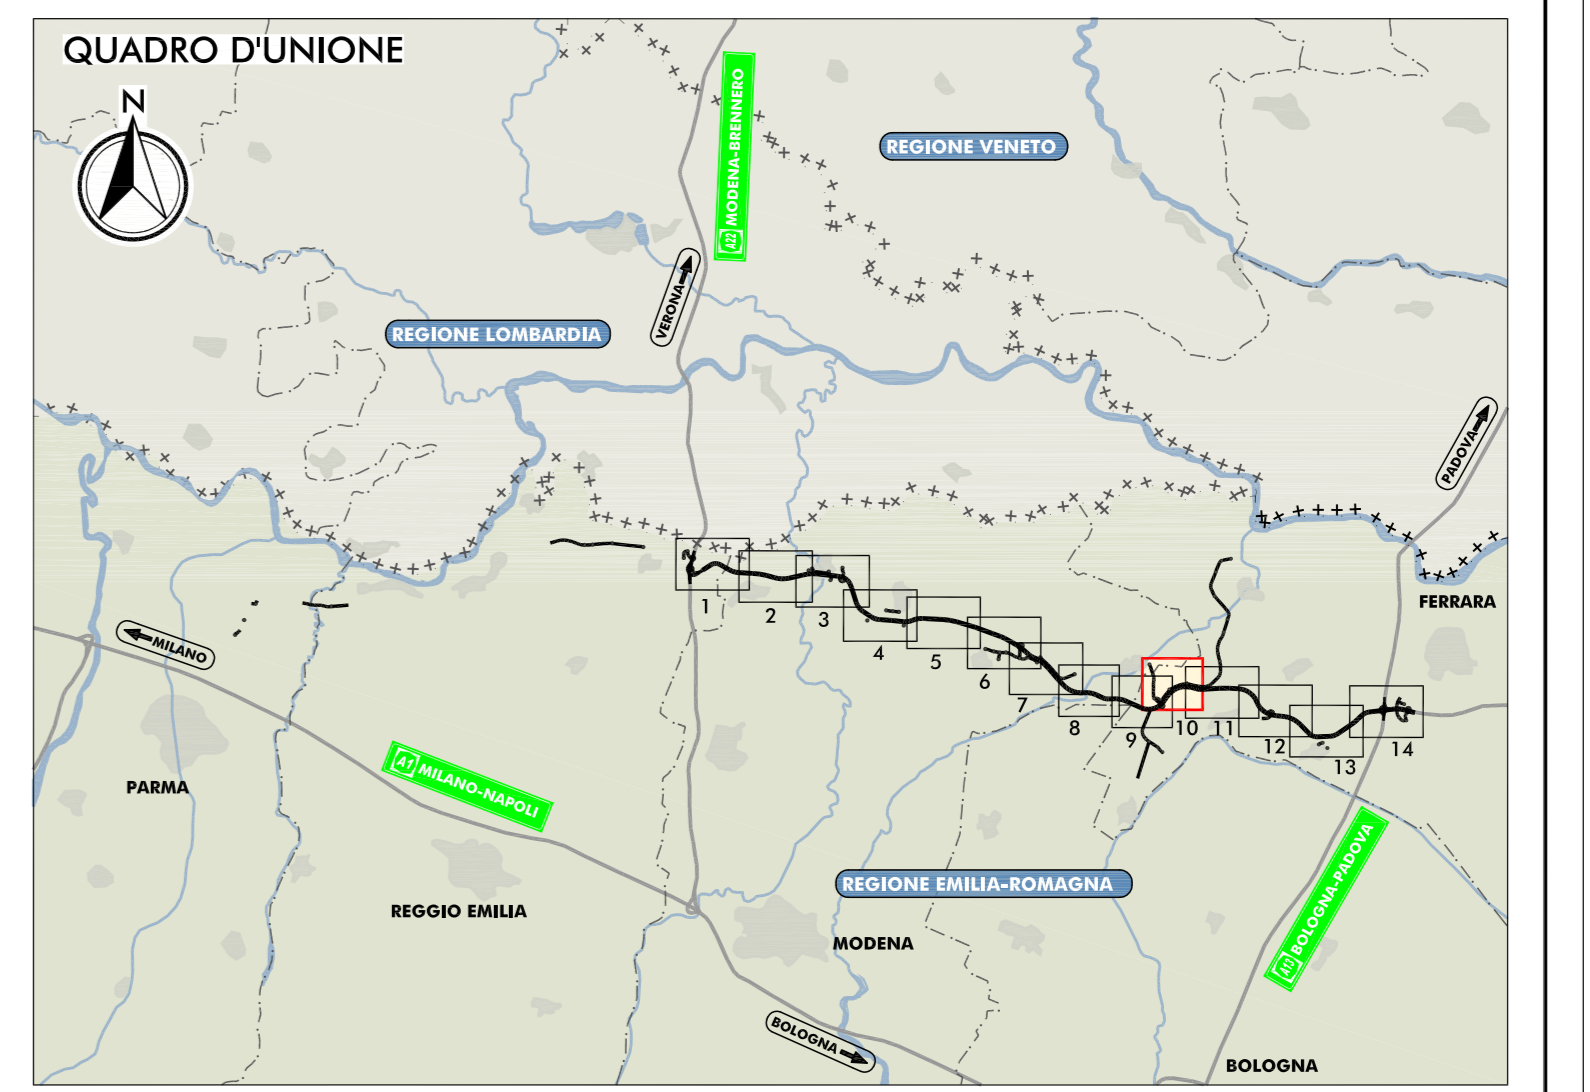 QUADRO D'UNIONE
N
A22 MODENA-BRENNERO
REGIONE VENETO
VERONA
REGIONE LOMBARDIA
PADOVA
FERRARA
MILANO
1
2
3
4
5
6
7
8
9
10
11
12
13
14
PARMA
A1 MILANO-NAPOLI
REGIONE EMILIA-ROMAGNA
A13 BOLOGNA-PADOVA
REGGIO EMILIA
MODENA
BOLOGNA
BOLOGNA